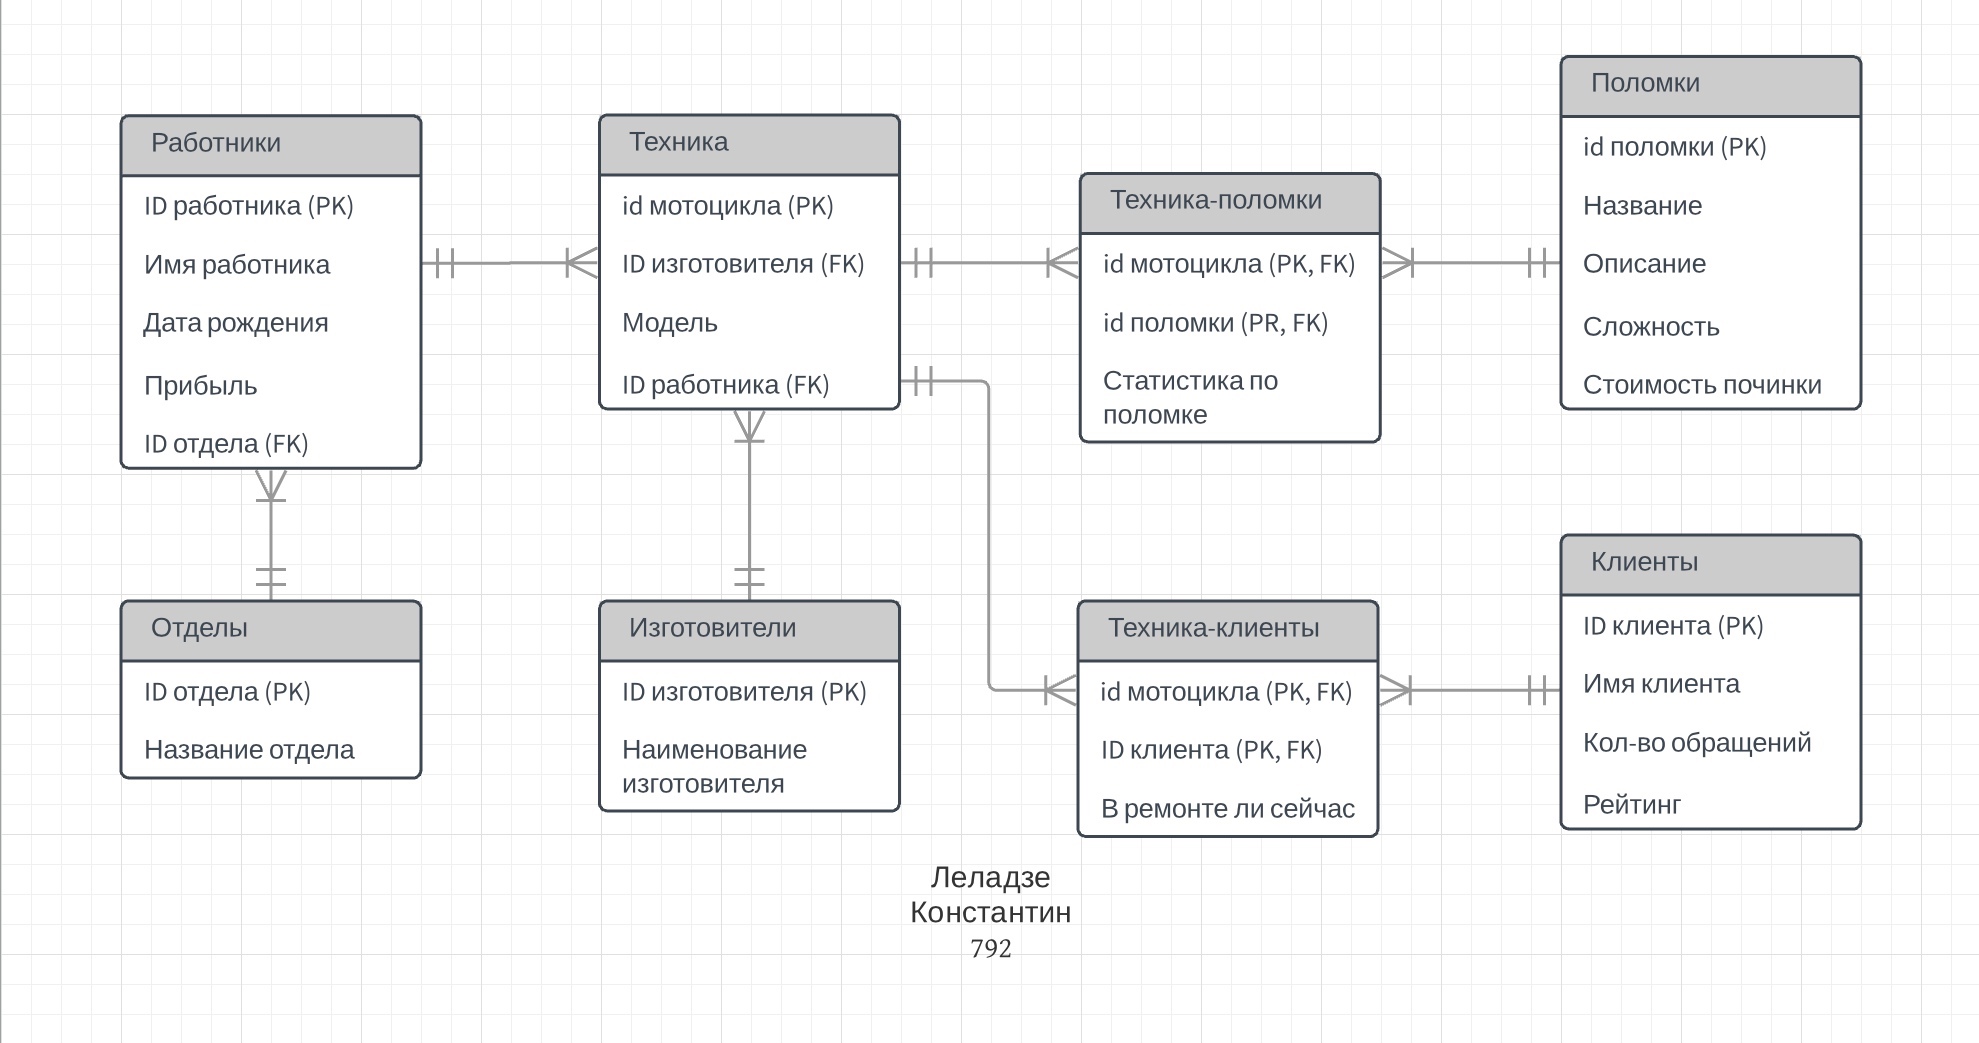 Работники
ID работника (PK)
Имя работника
Дата рождения
Прибыль
ID отдела (FK)
Техника
id мотоцикла (PK)
ID изготовителя (FK)
Модель
ID работника (FK)
Техника-поломки
id мотоцикла (PK, FK)
id поломки (PR, FK)
Статистика по
поломке
Поломки
id поломки (PK)
Название
Описание
Сложность
Стоимость починки
Отделы
ID отдела (PK)
Название отдела
Изготовители
ID изготовителя (PK)
Наименование
изготовителя
Техника-клиенты
id мотоцикла (PK, FK)
ID клиента (PK, FK)
В ремонте ли сейчас
Клиенты
ID клиента (PK)
Имя клиента
Кол-во обращений
Рейтинг
Леладзе
Константин
792